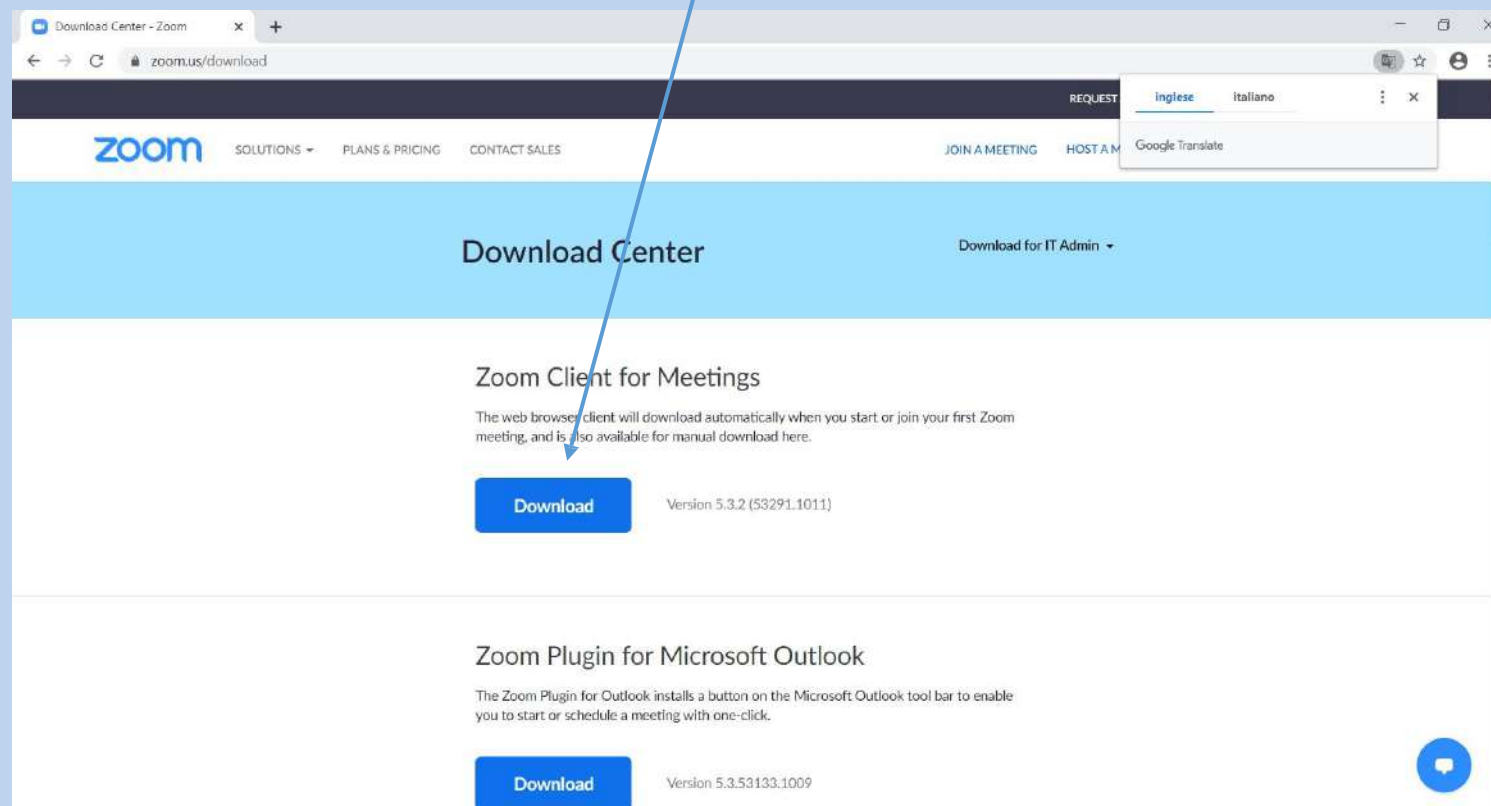 Download Center - Zoom
zoom.us/download
REQUEST
inglese italiano
Google Translate
zoom SOLUTIONS PLANS & PRICING CONTACT SALES JOIN A MEETING HOST A M
Download Center
Download for IT Admin
Zoom Client for Meetings
The web browser client will download automatically when you start or join your first Zoom
meeting, and is also available for manual download here.
Download Version 5.3.2 (53291.1011)
Zoom Plugin for Microsoft Outlook
The Zoom Plugin for Outlook installs a button on the Microsoft Outlook tool bar to enable
you to start or schedule a meeting with one-click.
Download Version 5.3.53133.1009